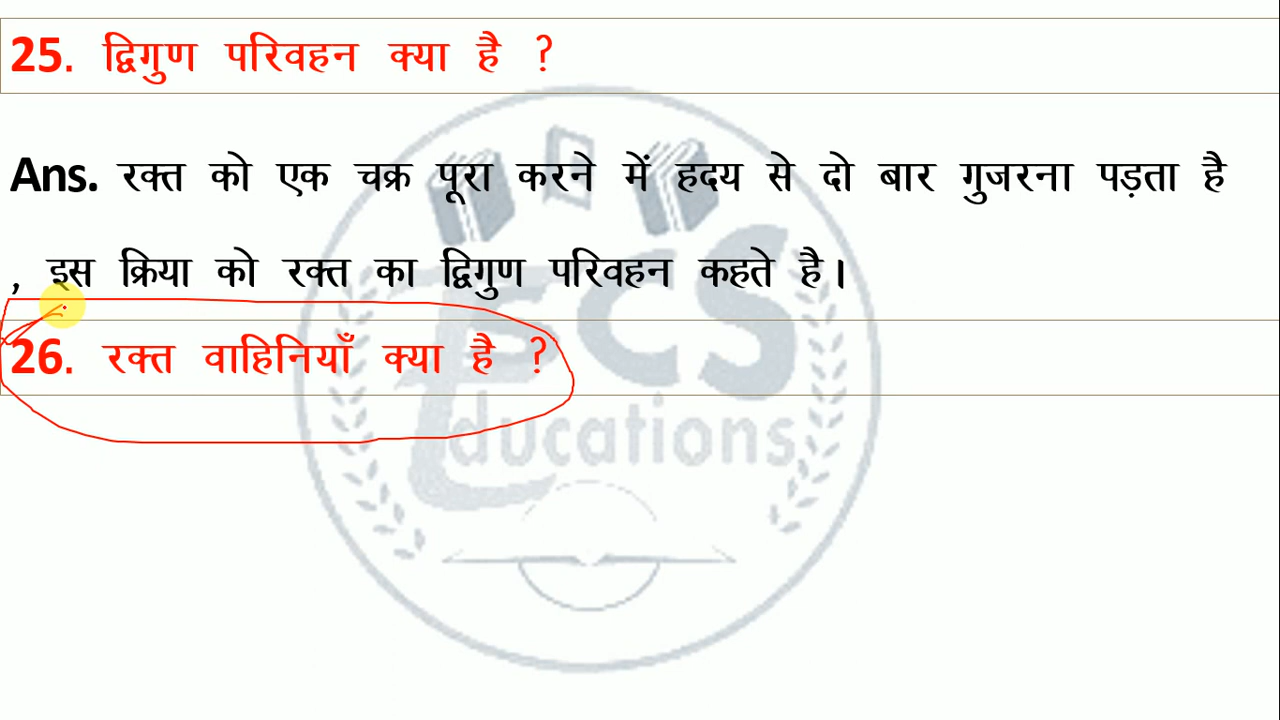 25. द्विगुण परिवहन क्या है ?
Ans. रक्त को एक चक्र पूरा करने में हदय से दो बार गुजरना पड़ता है
, इस क्रिया को रक्त का द्विगुण परिवहन कहते है।
26. रक्त वाहिनियाँ क्या है ?
ECS
Educations